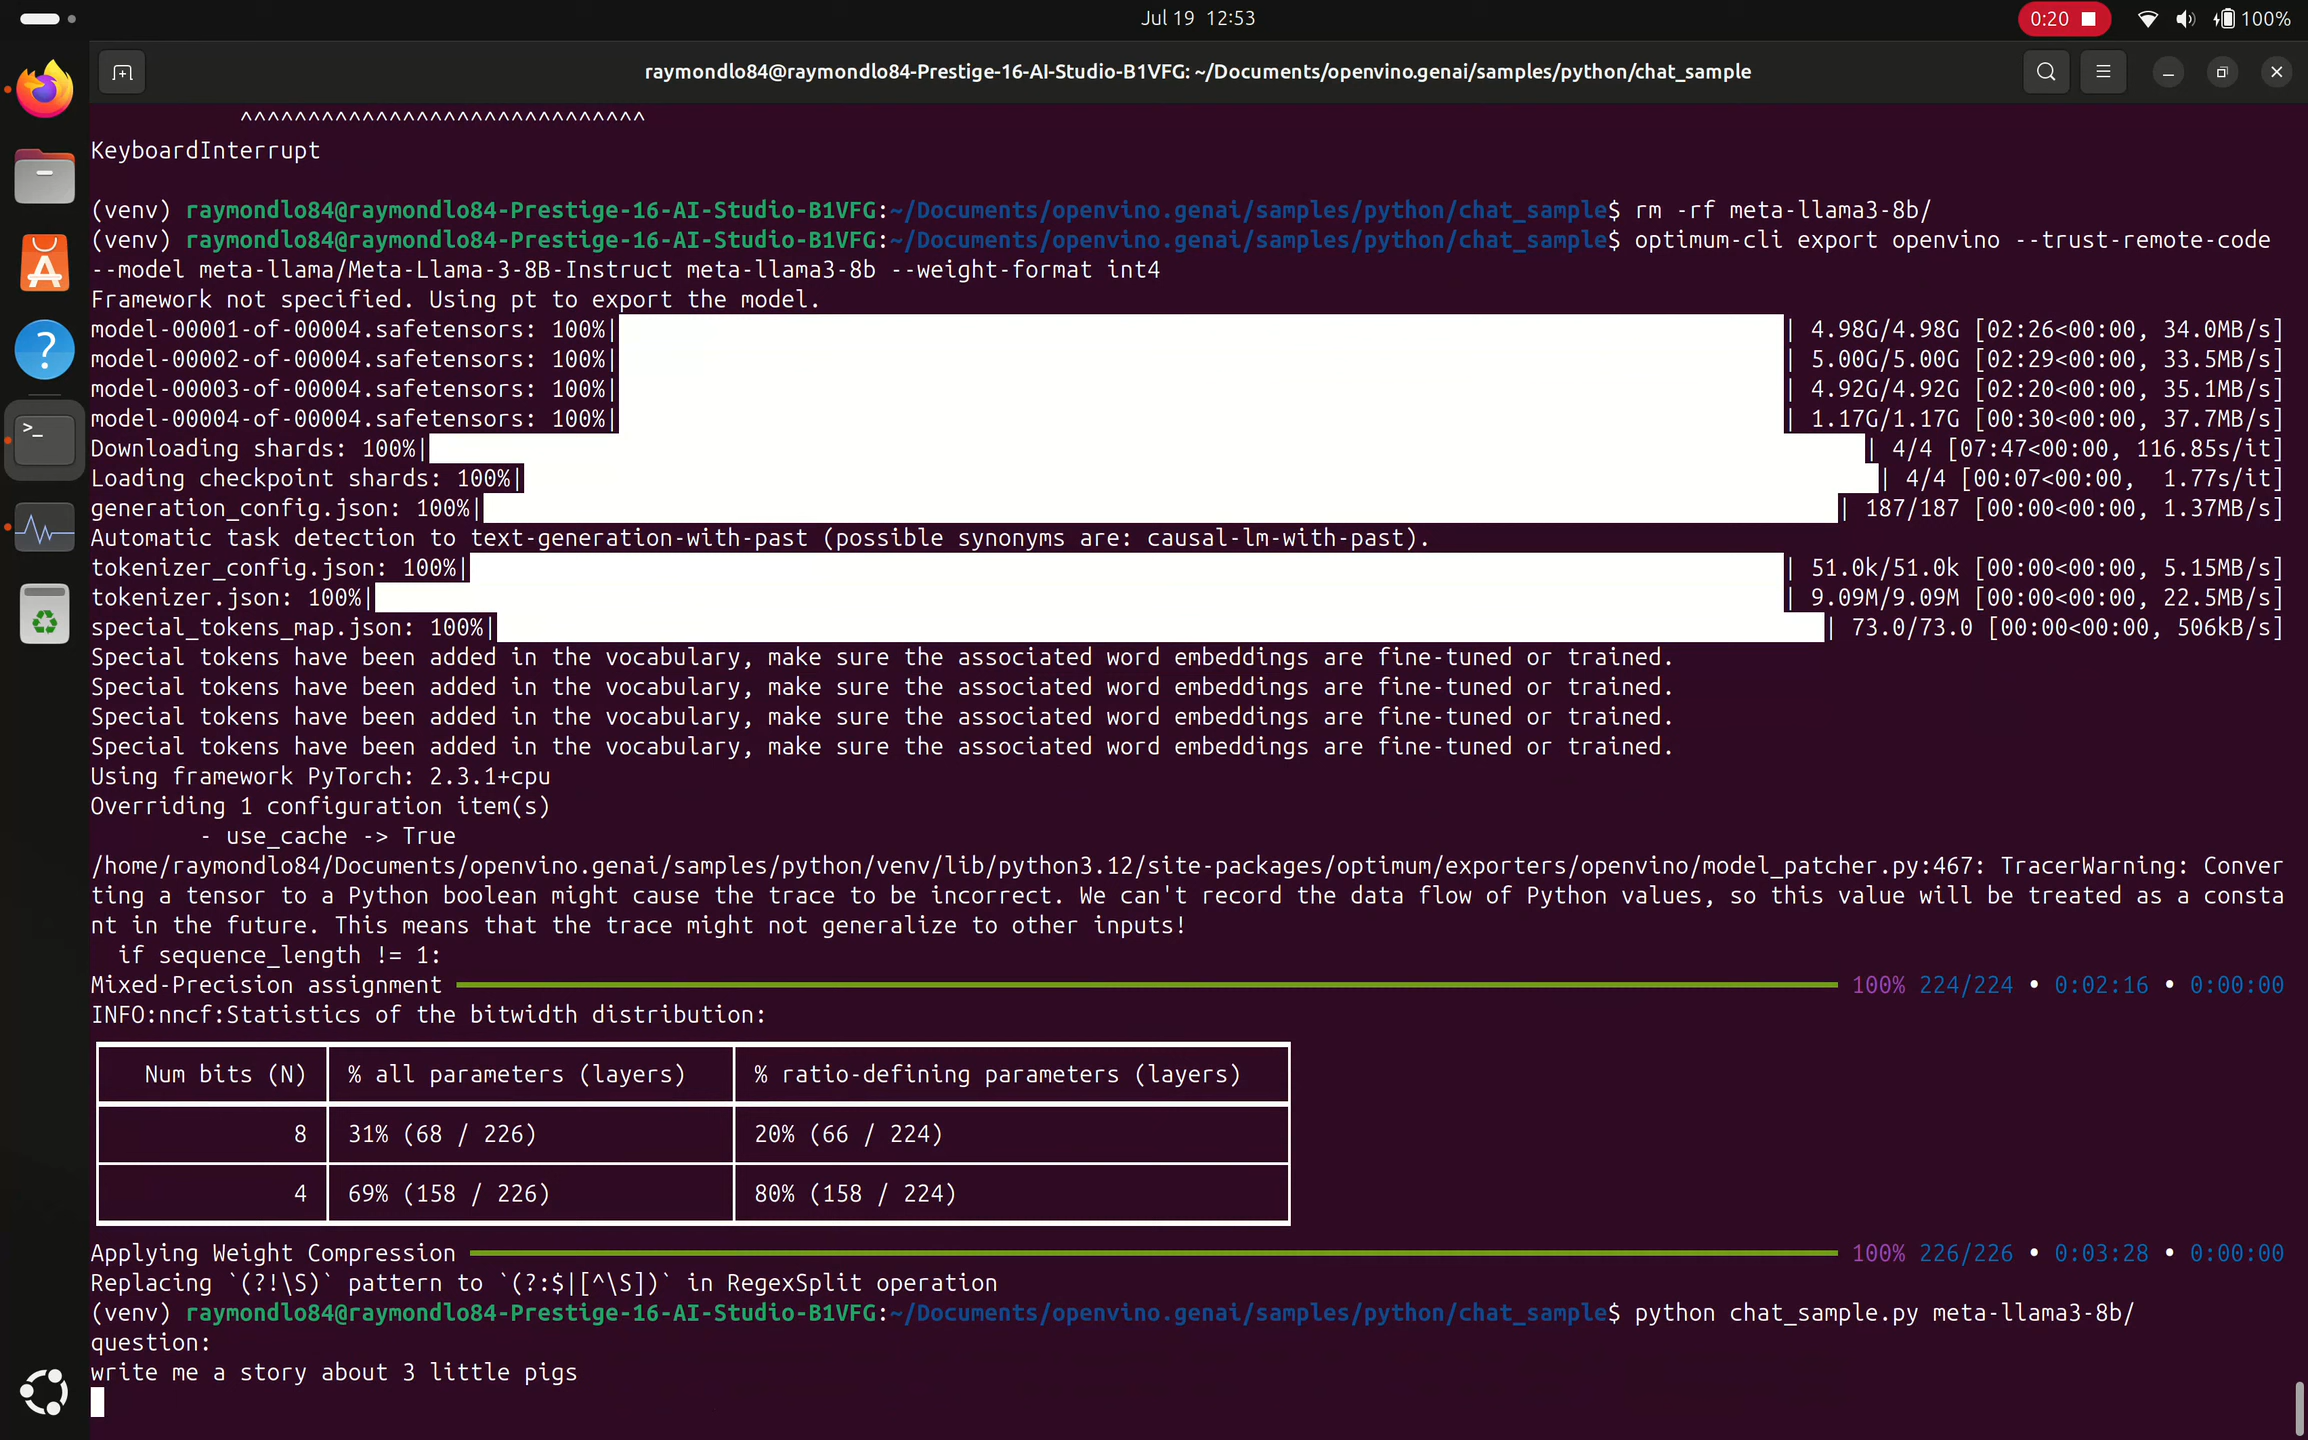 Jul 19 12:53
0:20
100%
raymondlo84@raymondlo84-Prestige-16-AI-Studio-B1VFG: ~/Documents/openvino.genai/samples/python/chat_sample
^^^^^^^^^^^^^^^^^^^^^^^^^^^^^^
KeyboardInterrupt
(venv) raymondlo84@raymondlo84-Prestige-16-AI-Studio-B1VFG:~/Documents/openvino.genai/samples/python/chat_sample$ rm -rf meta-llama3-8b/
(venv) raymondlo84@raymondlo84-Prestige-16-AI-Studio-B1VFG:~/Documents/openvino.genai/samples/python/chat_sample$ optimum-cli export openvino --trust-remote-code
--model meta-llama/Meta-Llama-3-8B-Instruct meta-llama3-8b --weight-format int4
Framework not specified. Using pt to export the model.
model-00001-of-00004.safetensors: 100%| | 4.98G/4.98G [02:26<00:00, 34.0MB/s]
model-00002-of-00004.safetensors: 100%| | 5.00G/5.00G [02:29<00:00, 33.5MB/s]
model-00003-of-00004.safetensors: 100%| | 4.92G/4.92G [02:20<00:00, 35.1MB/s]
model-00004-of-00004.safetensors: 100%| | 1.17G/1.17G [00:30<00:00, 37.7MB/s]
Downloading shards: 100%| | 4/4 [07:47<00:00, 116.85s/it]
Loading checkpoint shards: 100%| | 4/4 [00:07<00:00, 1.77s/it]
generation_config.json: 100%| | 187/187 [00:00<00:00, 1.37MB/s]
Automatic task detection to text-generation-with-past (possible synonyms are: causal-lm-with-past).
tokenizer_config.json: 100%| | 51.0k/51.0k [00:00<00:00, 5.15MB/s]
tokenizer.json: 100%| | 9.09M/9.09M [00:00<00:00, 22.5MB/s]
special_tokens_map.json: 100%| | 73.0/73.0 [00:00<00:00, 506kB/s]
Special tokens have been added in the vocabulary, make sure the associated word embeddings are fine-tuned or trained.
Special tokens have been added in the vocabulary, make sure the associated word embeddings are fine-tuned or trained.
Special tokens have been added in the vocabulary, make sure the associated word embeddings are fine-tuned or trained.
Special tokens have been added in the vocabulary, make sure the associated word embeddings are fine-tuned or trained.
Using framework PyTorch: 2.3.1+cpu
Overriding 1 configuration item(s)
- use_cache -> True
/home/raymondlo84/Documents/openvino.genai/samples/python/venv/lib/python3.12/site-packages/optimum/exporters/openvino/model_patcher.py:467: TracerWarning: Conver
ting a tensor to a Python boolean might cause the trace to be incorrect. We can't record the data flow of Python values, so this value will be treated as a consta
nt in the future. This means that the trace might not generalize to other inputs!
if sequence_length != 1:
Mixed-Precision assignment 100% 224/224 • 0:02:16 • 0:00:00
INFO:nncf:Statistics of the bitwidth distribution:
Num bits (N) % all parameters (layers) % ratio-defining parameters (layers)
8 31% (68 / 226) 20% (66 / 224)
4 69% (158 / 226) 80% (158 / 224)
Applying Weight Compression 100% 226/226 • 0:03:28 • 0:00:00
Replacing `(?!\S)` pattern to `(?:$|[^\S])` in RegexSplit operation
(venv) raymondlo84@raymondlo84-Prestige-16-AI-Studio-B1VFG:~/Documents/openvino.genai/samples/python/chat_sample$ python chat_sample.py meta-llama3-8b/
question:
write me a story about 3 little pigs